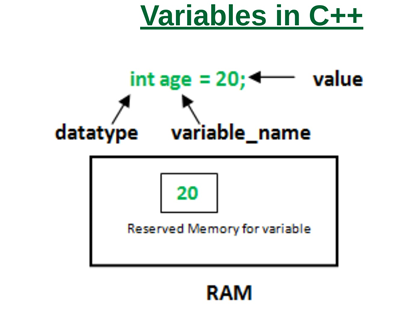 Variables in C++
int age = 20; value
datatype variable_name
20
Reserved Memory for variable
RAM